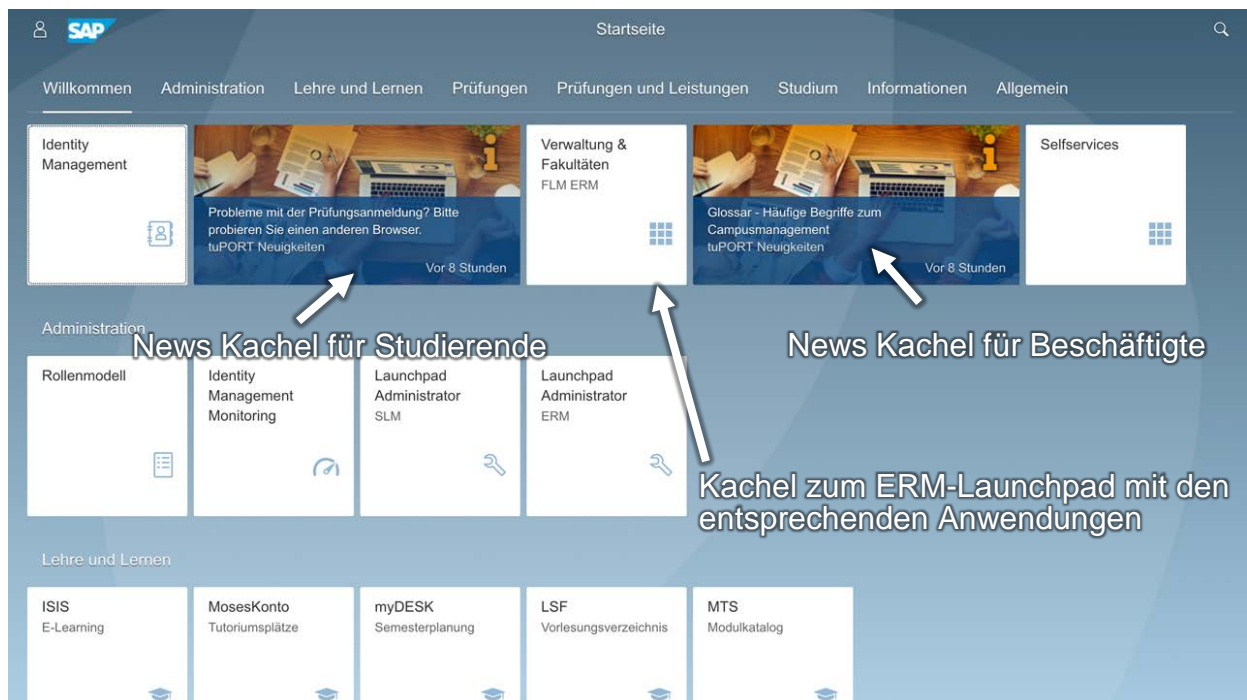 SAP
Startseite
Willkommen Administration Lehre und Lernen Prüfungen Prüfungen und Leistungen Studium Informationen Allgemein
Identity
Management
Probleme mit der Prüfungsanmeldung? Bitte
probieren Sie einen anderen Browser.
tuPORT Neuigkeiten
Vor 8 Stunden
Verwaltung &
Fakultäten
FLM ERM
Glossar - Häufige Begriffe zum
Campusmanagement
tuPORT Neuigkeiten
Vor 8 Stunden
Selfservices
News Kachel für Studierende
News Kachel für Beschäftigte
Administration
Rollenmodell
Identity
Management
Monitoring
Launchpad
Administrator
SLM
Launchpad
Administrator
ERM
Kachel zum ERM-Launchpad mit den
entsprechenden Anwendungen
Lehre und Lernen
ISIS
E-Learning
MosesKonto
Tutoriumsplätze
myDESK
Semesterplanung
LSF
Vorlesungsverzeichnis
MTS
Modulkatalog